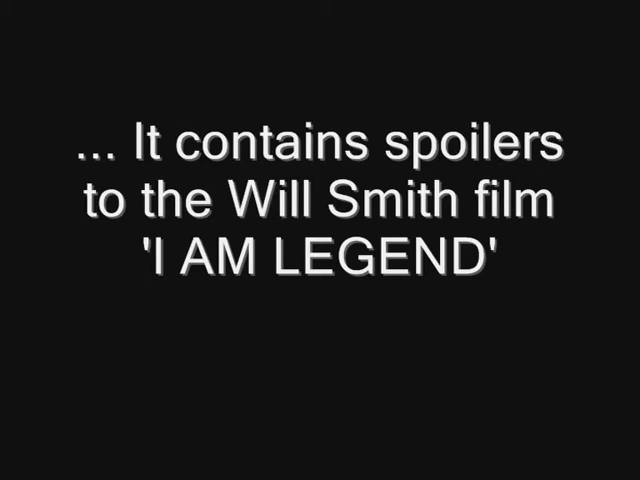 ... It contains spoilers
to the Will Smith film
'I AM LEGEND'